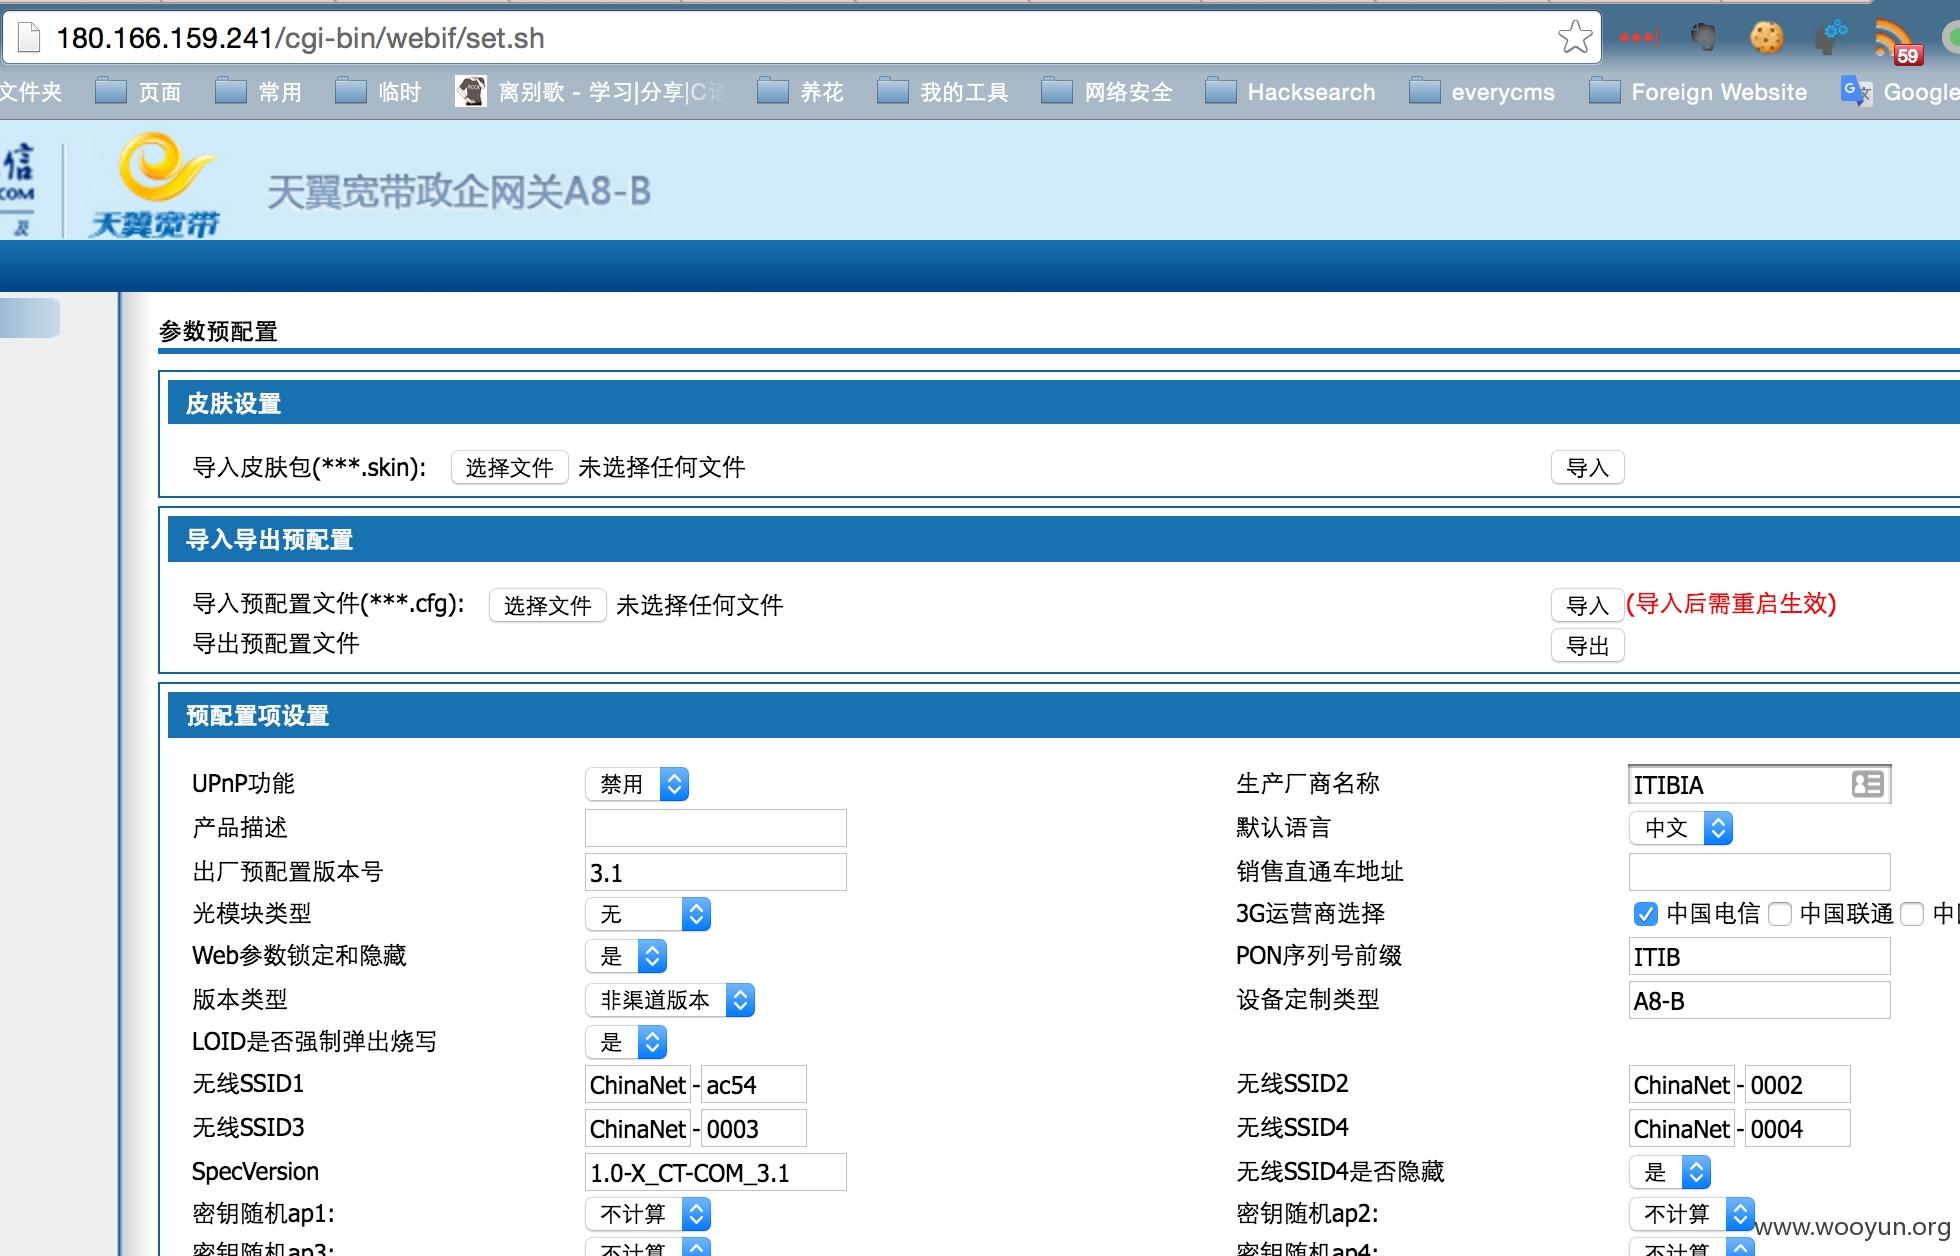 180.166.159.241/cgi-bin/webif/set.sh
59
文件夹 页面 常用 临时 离别歌 - 学习|分享|C语 养花 我的工具 网络安全 Hacksearch everycms Foreign Website Google
信
COM
及
天翼宽带
天翼宽带政企网关A8-B
参数预配置
皮肤设置
导入皮肤包(***.skin): 选择文件 未选择任何文件 导入
导入导出预配置
导入预配置文件(***.cfg): 选择文件 未选择任何文件 导入 (导入后需重启生效)
导出预配置文件 导出
预配置项设置
UPnP功能 禁用 生产厂商名称 ITIBIA
产品描述 默认语言 中文
出厂预配置版本号 3.1 销售直通车地址
光模块类型 无 3G运营商选择 中国电信 中国联通 中
Web参数锁定和隐藏 是 PON序列号前缀 ITIB
版本类型 非渠道版本 设备定制类型 A8-B
LOID是否强制弹出烧写 是
无线SSID1 ChinaNet - ac54 无线SSID2 ChinaNet - 0002
无线SSID3 ChinaNet - 0003 无线SSID4 ChinaNet - 0004
SpecVersion 1.0-X_CT-COM_3.1 无线SSID4是否隐藏 是
密钥随机ap1: 不计算 密钥随机ap2: 不计算
密钥随机ap3: 不计算 密钥随机ap4: 不计算
www.wooyun.org